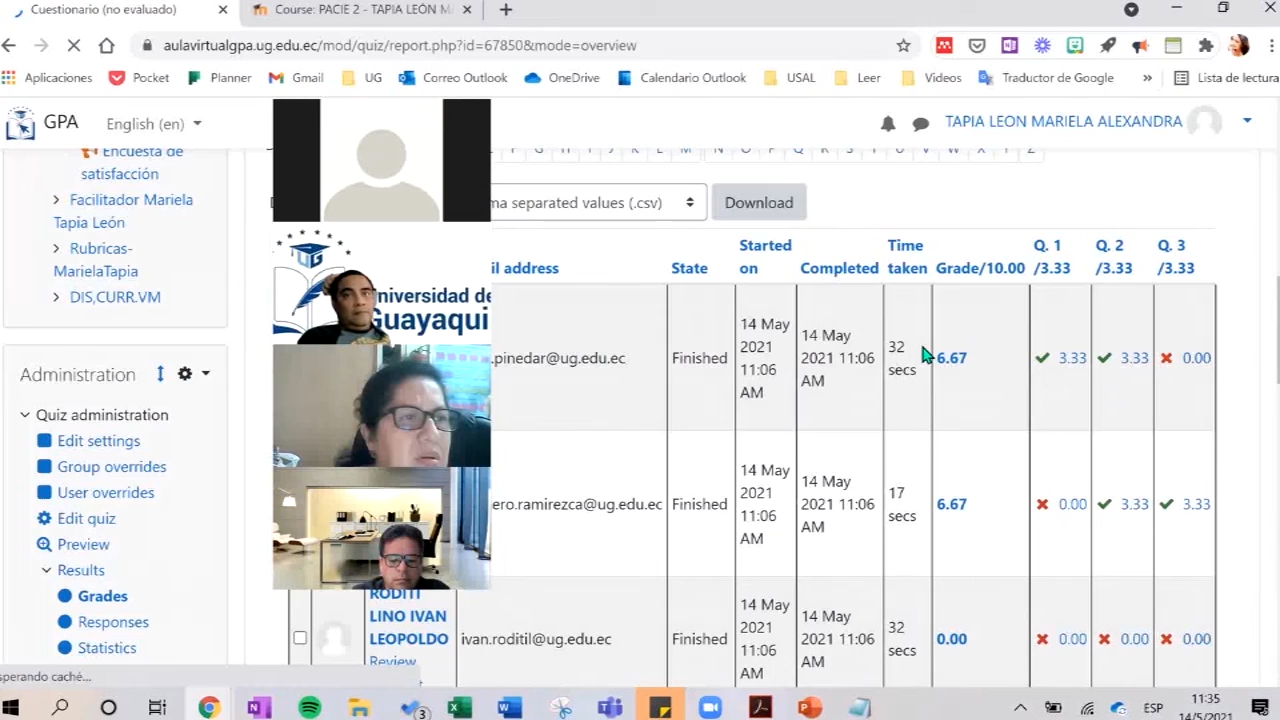 Cuestionario (no evaluado)
Course: PACIE 2 - TAPIA LEÓN M
aulavirtualgpa.ug.edu.ec/mod/quiz/report.php?id=67850&mode=overview
Aplicaciones Pocket Planner Gmail UG Correo Outlook OneDrive Calendario Outlook USAL Leer Videos Traductor de Google » Lista de lectura
GPA English (en) TAPIA LEON MARIELA ALEXANDRA
Encuesta de
satisfacción
Facilitador Mariela
Tapia León
Rubricas-
MarielaTapia
DIS,CURR.VM
Administration
Quiz administration
Edit settings
Group overrides
User overrides
Edit quiz
Preview
Results
Grades
Responses
Statistics
sperando caché...
UG
niversidad de
Guayaqui
ma separated values (.csv) Download
il address State Started on Completed Time taken Grade/10.00 Q. 1 /3.33 Q. 2 /3.33 Q. 3 /3.33
.pinedar@ug.edu.ec Finished 14 May 2021 11:06 AM 14 May 2021 11:06 AM 32 secs 6.67 3.33 3.33 0.00
ero.ramirezca@ug.edu.ec Finished 14 May 2021 11:06 AM 14 May 2021 11:06 AM 17 secs 6.67 0.00 3.33 3.33
RODITI
LINO IVAN
LEOPOLDO
Review
ivan.roditil@ug.edu.ec Finished 14 May 2021 11:06 AM 14 May 2021 11:06 AM 32 secs 0.00 0.00 0.00 0.00
3
ESP
11:35
14/5/2021